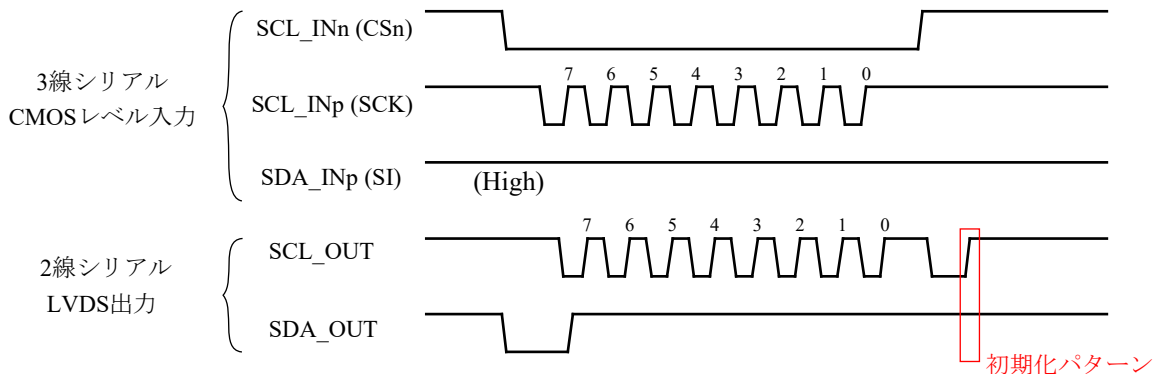 3線シリアル
CMOSレベル入力
SCL_INn (CSn)
7 6 5 4 3 2 1 0
SCL_INp (SCK)
SDA_INp (SI)
(High)
2線シリアル
LVDS出力
7 6 5 4 3 2 1 0
SCL_OUT
SDA_OUT
初期化パターン